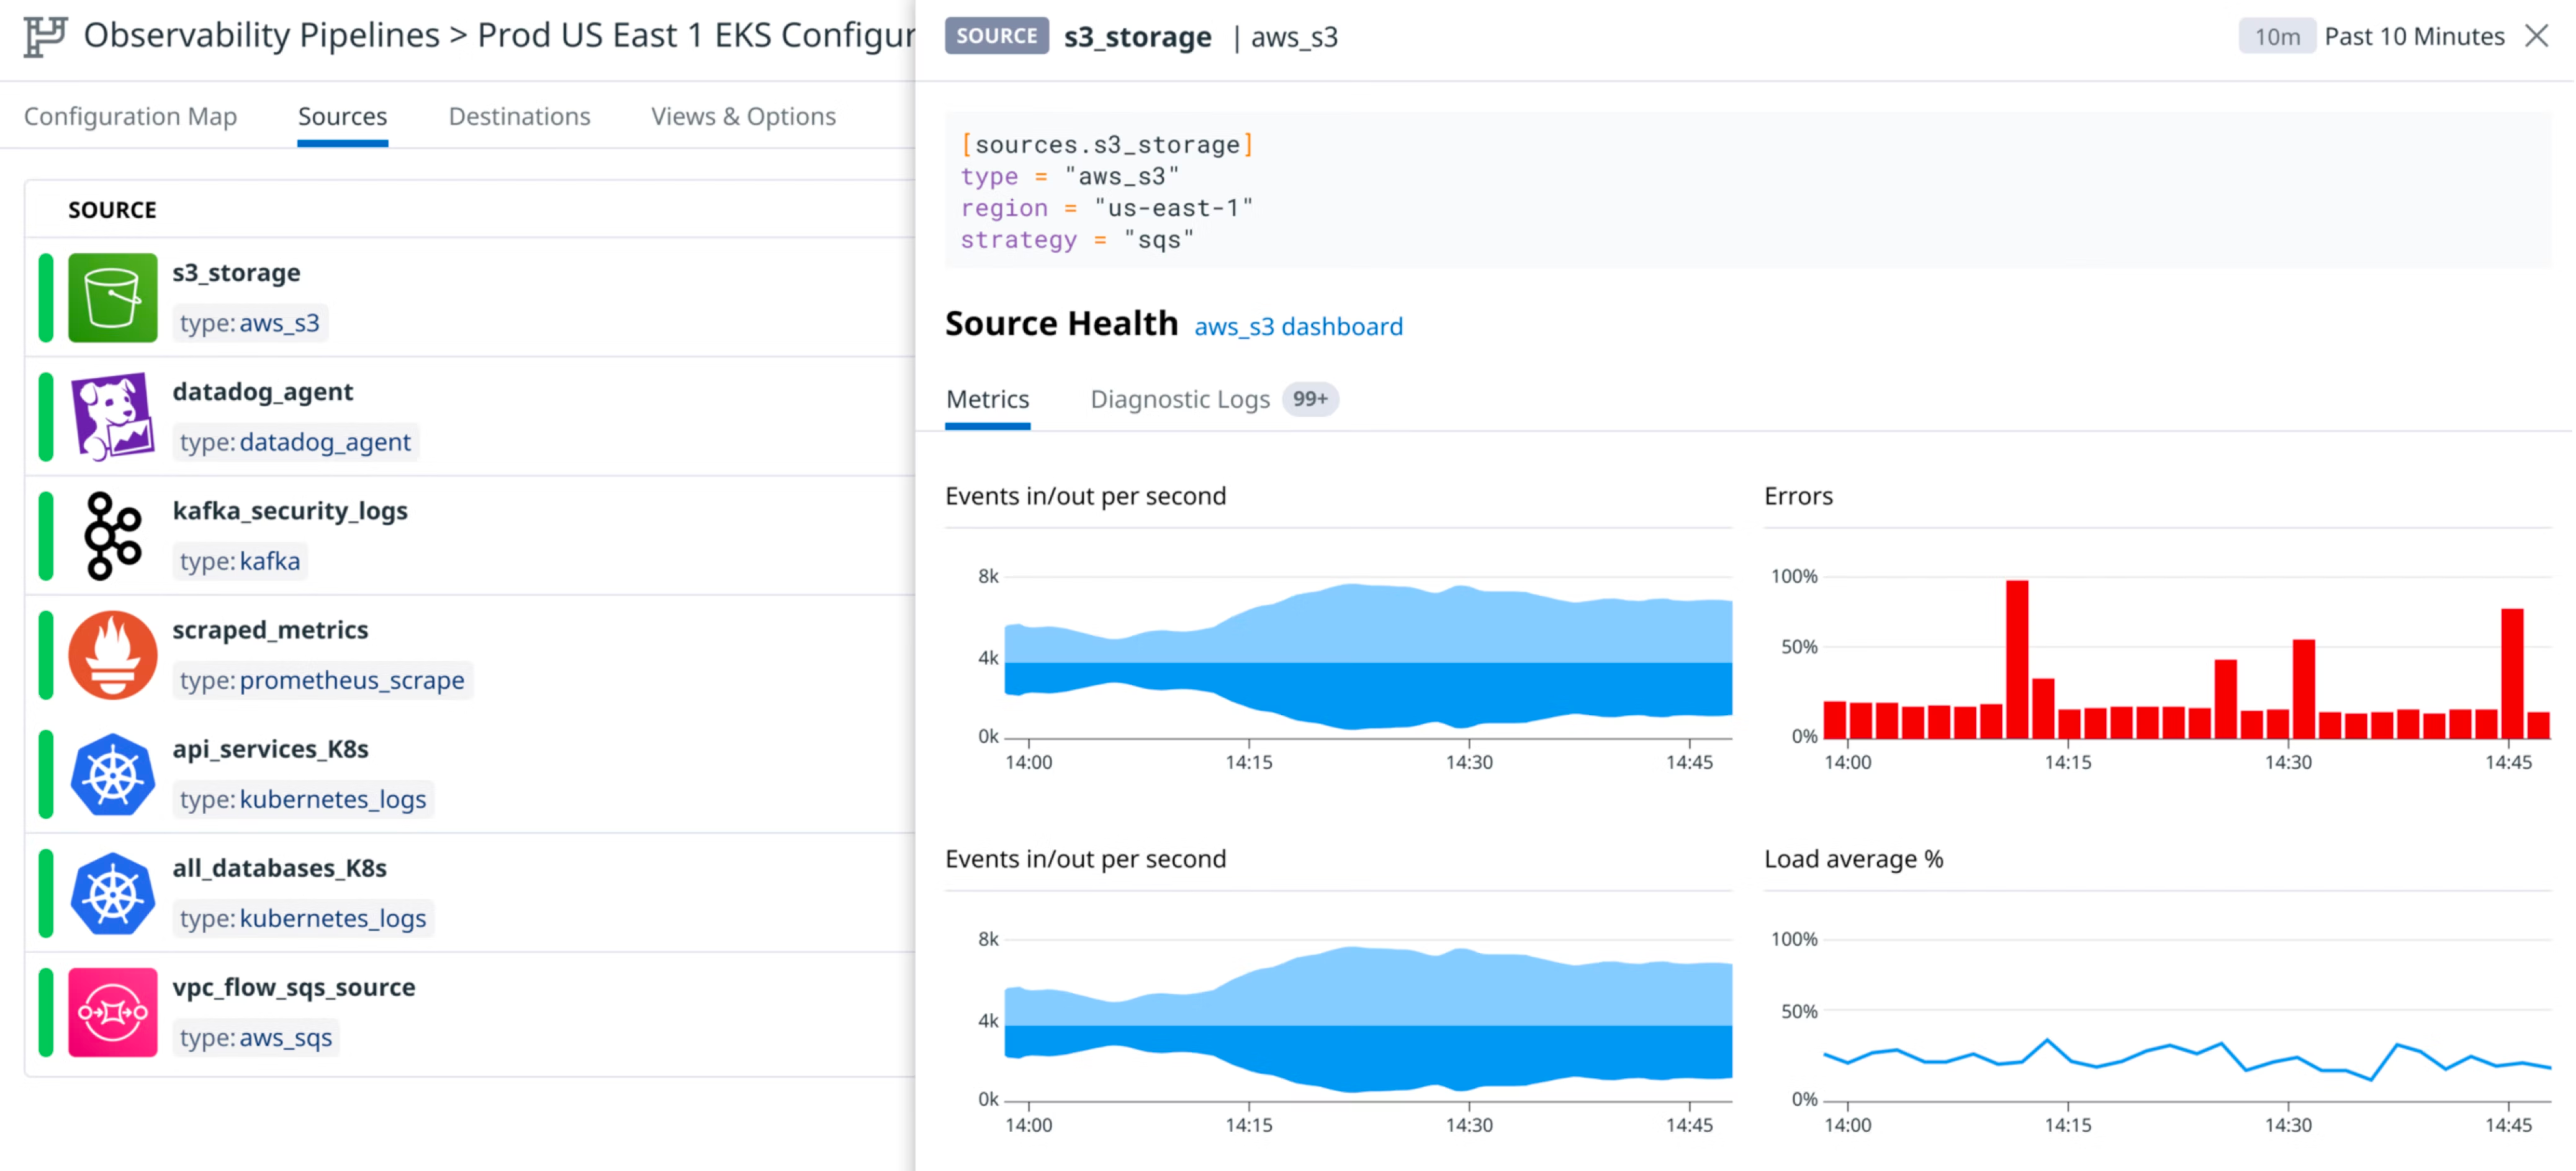 Observability Pipelines > Prod US East 1 EKS Configur
Configuration Map Sources Destinations Views & Options
SOURCE
s3_storage
type: aws_s3
datadog_agent
type: datadog_agent
kafka_security_logs
type: kafka
scraped_metrics
type: prometheus_scrape
api_services_K8s
type: kubernetes_logs
all_databases_K8s
type: kubernetes_logs
vpc_flow_sqs_source
type: aws_sqs
SOURCE s3_storage | aws_s3 10m Past 10 Minutes
[sources.s3_storage]
type = "aws_s3"
region = "us-east-1"
strategy = "sqs"
Source Health aws_s3 dashboard
Metrics Diagnostic Logs 99+
Events in/out per second
8k
4k
0k
14:00 14:15 14:30 14:45
Errors
100%
50%
0%
14:00 14:15 14:30 14:45
Events in/out per second
8k
4k
0k
14:00 14:15 14:30 14:45
Load average %
100%
50%
0%
14:00 14:15 14:30 14:45